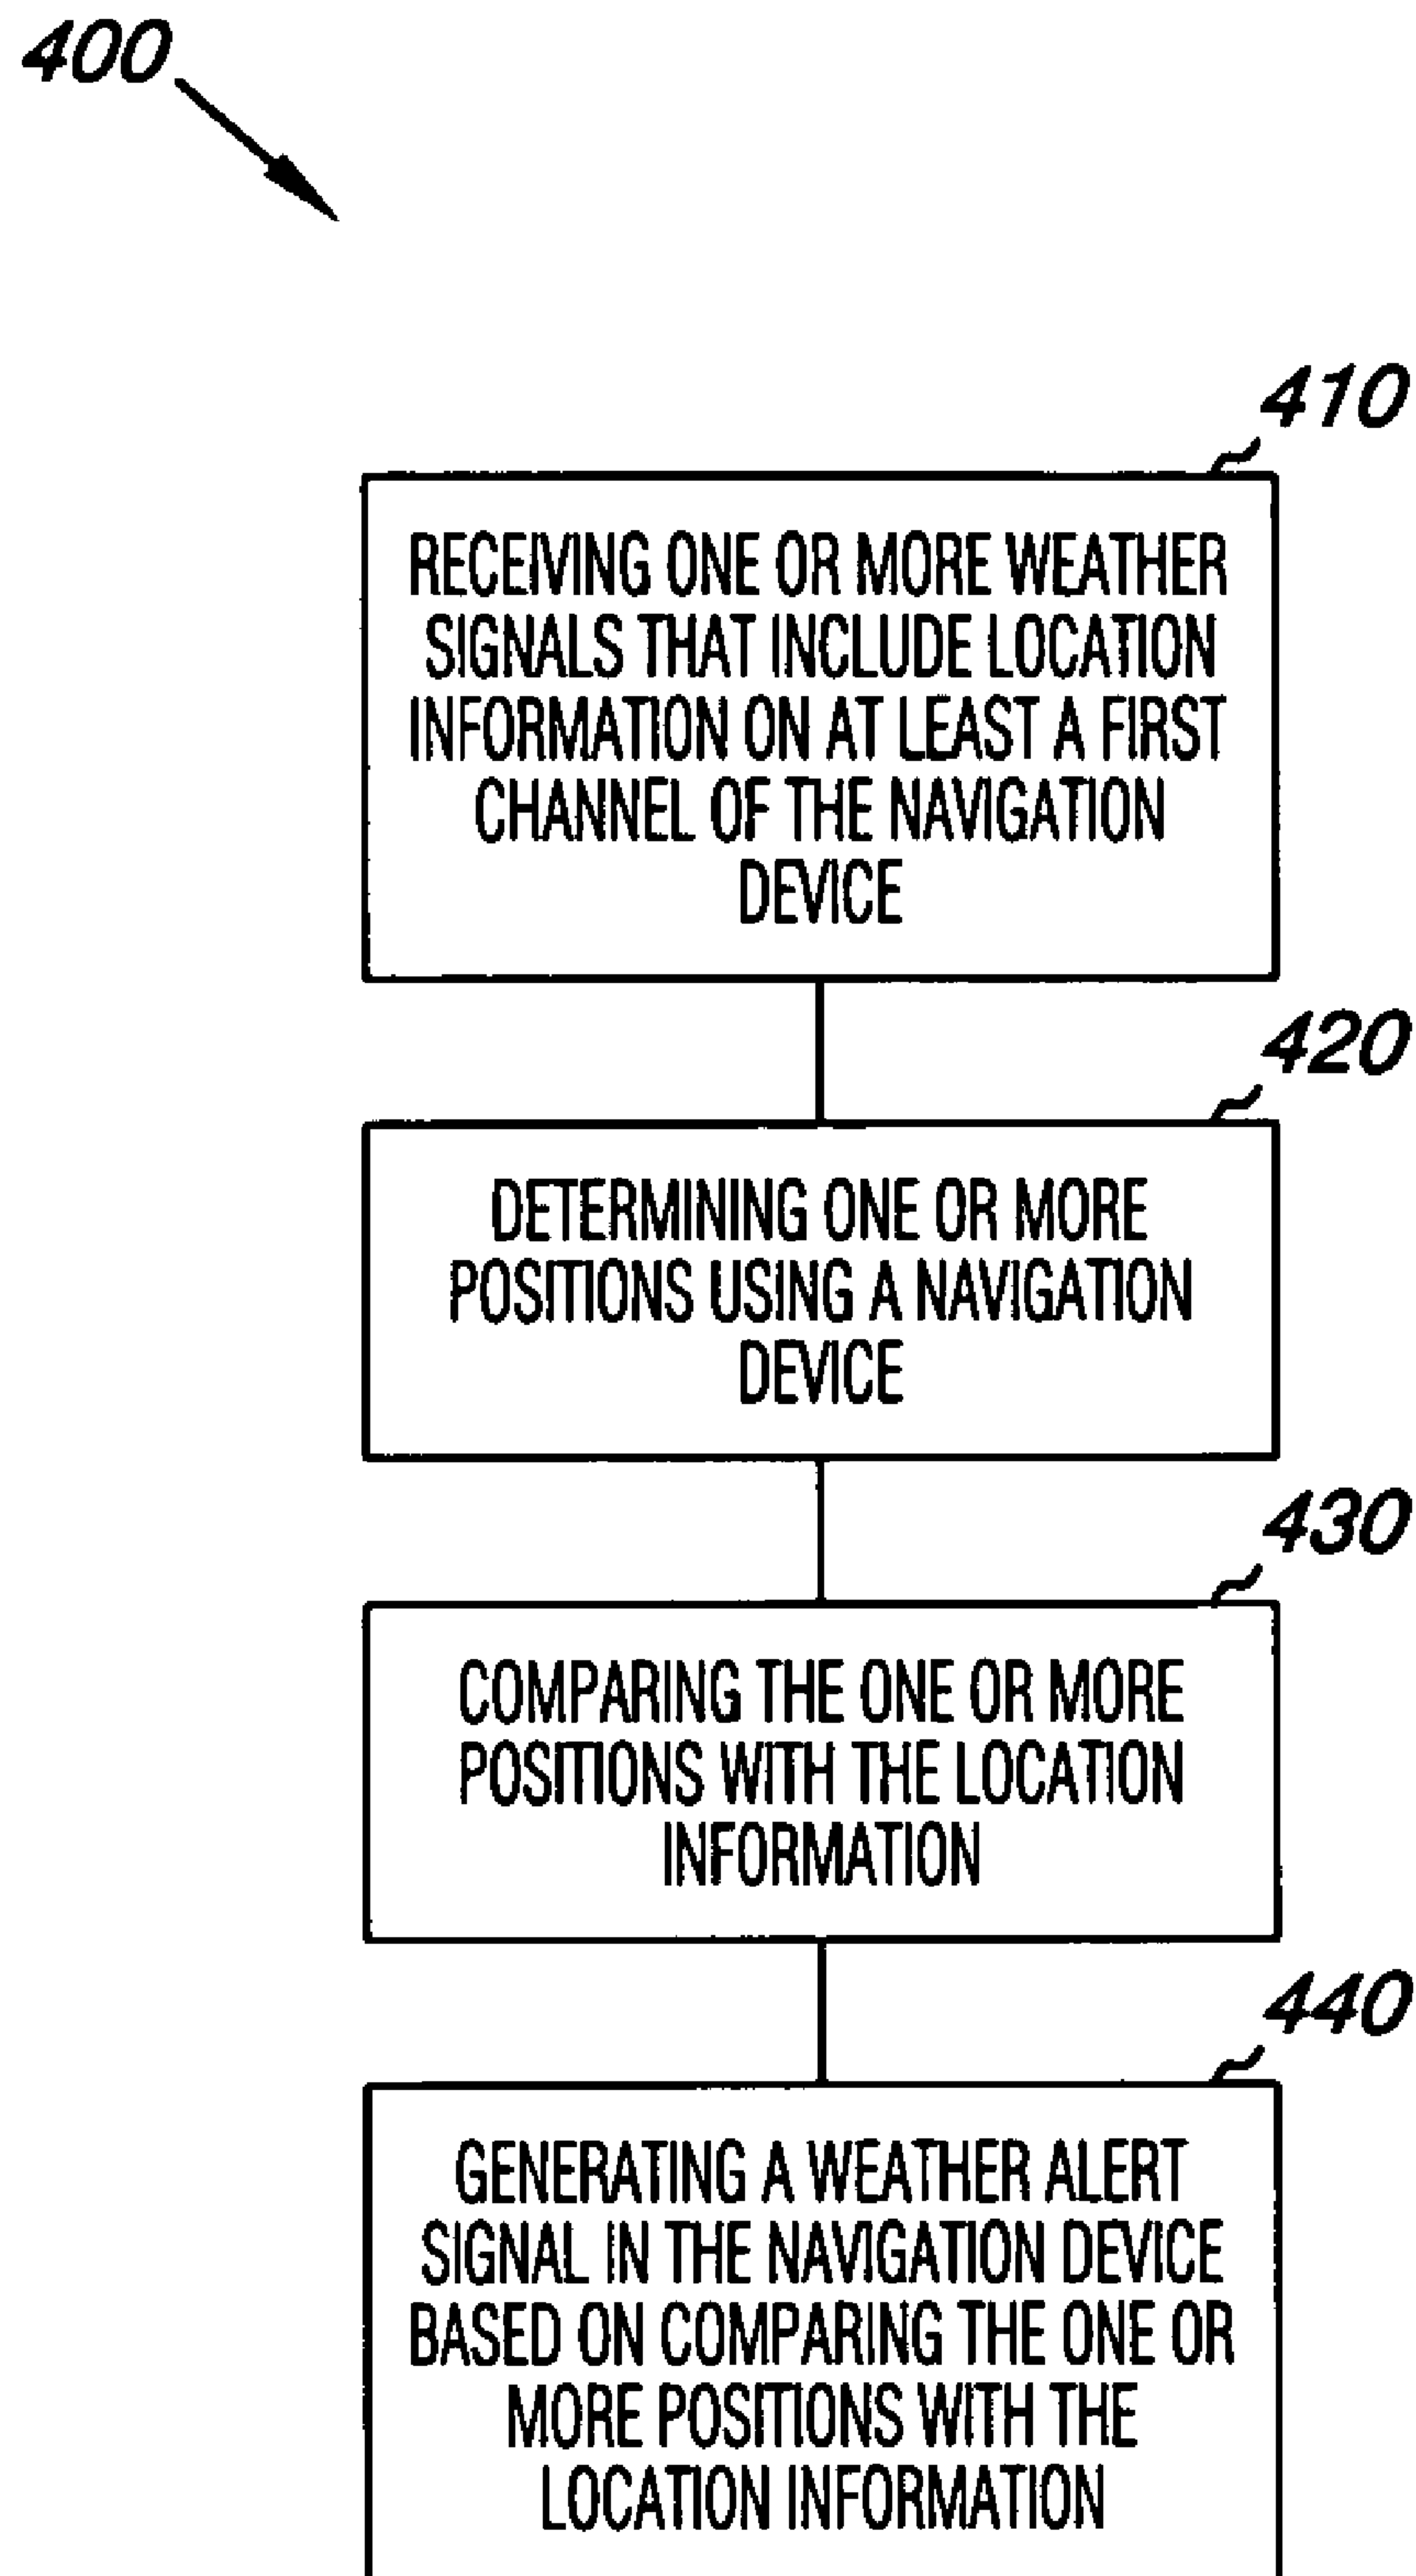 400
410
RECEIVING ONE OR MORE WEATHER
SIGNALS THAT INCLUDE LOCATION
INFORMATION ON AT LEAST A FIRST
CHANNEL OF THE NAVIGATION
DEVICE
420
DETERMINING ONE OR MORE
POSITIONS USING A NAVIGATION
DEVICE
430
COMPARING THE ONE OR MORE
POSITIONS WITH THE LOCATION
INFORMATION
440
GENERATING A WEATHER ALERT
SIGNAL IN THE NAVIGATION DEVICE
BASED ON COMPARING THE ONE OR
MORE POSITIONS WITH THE
LOCATION INFORMATION